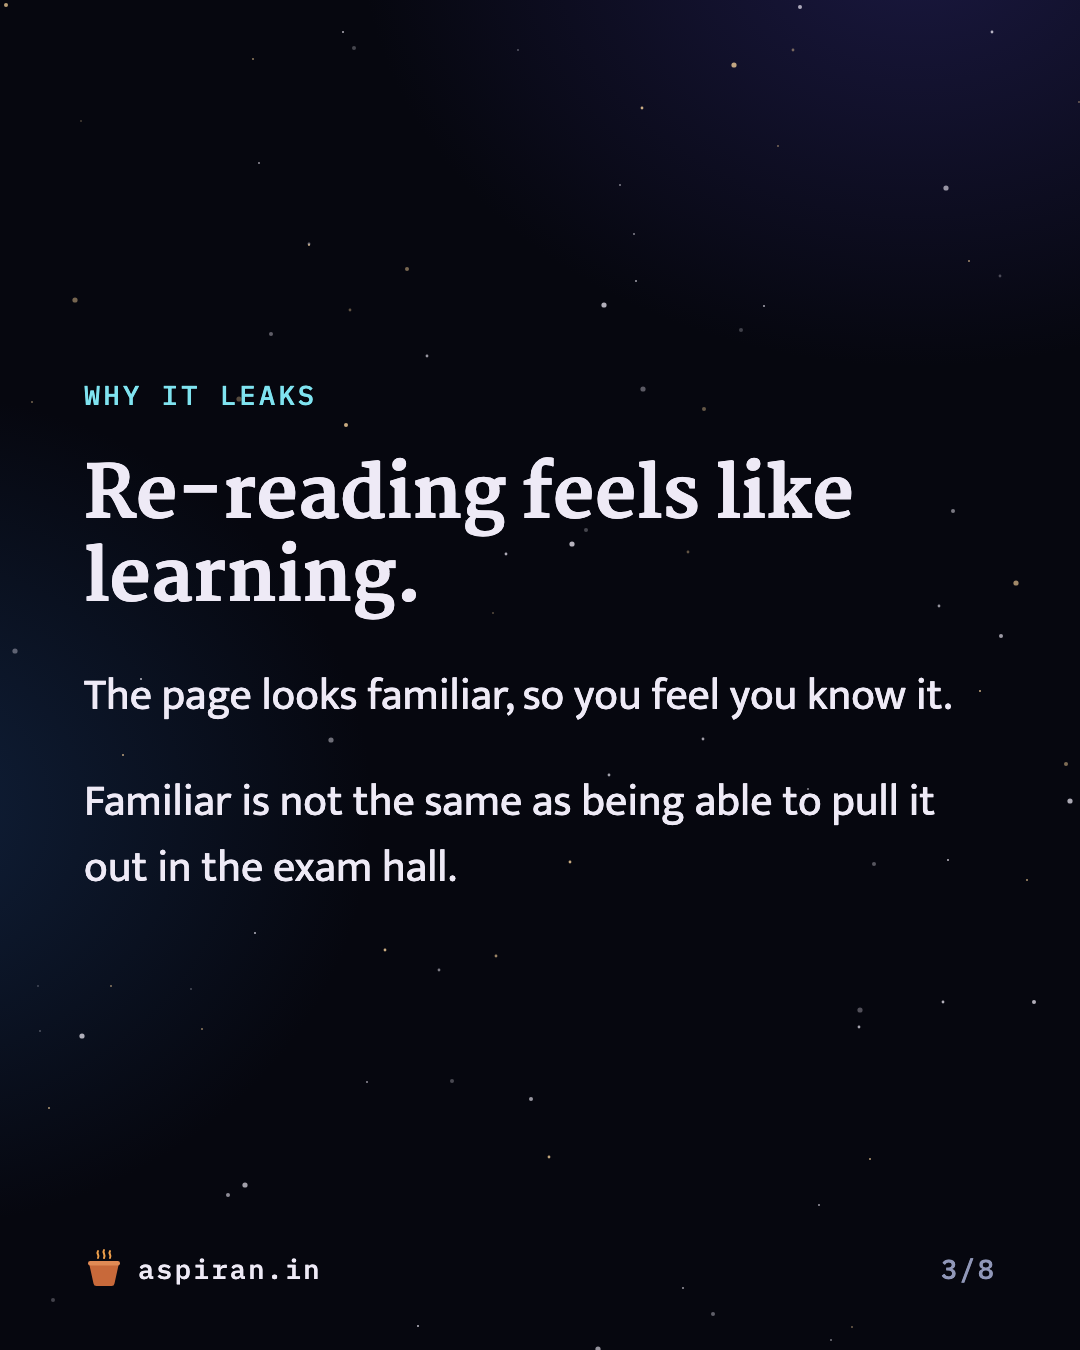 WHY IT LEAKS
Re-reading feels like
learning.
The page looks familiar, so you feel you know it.
Familiar is not the same as being able to pull it
out in the exam hall.
aspiran.in
3/8